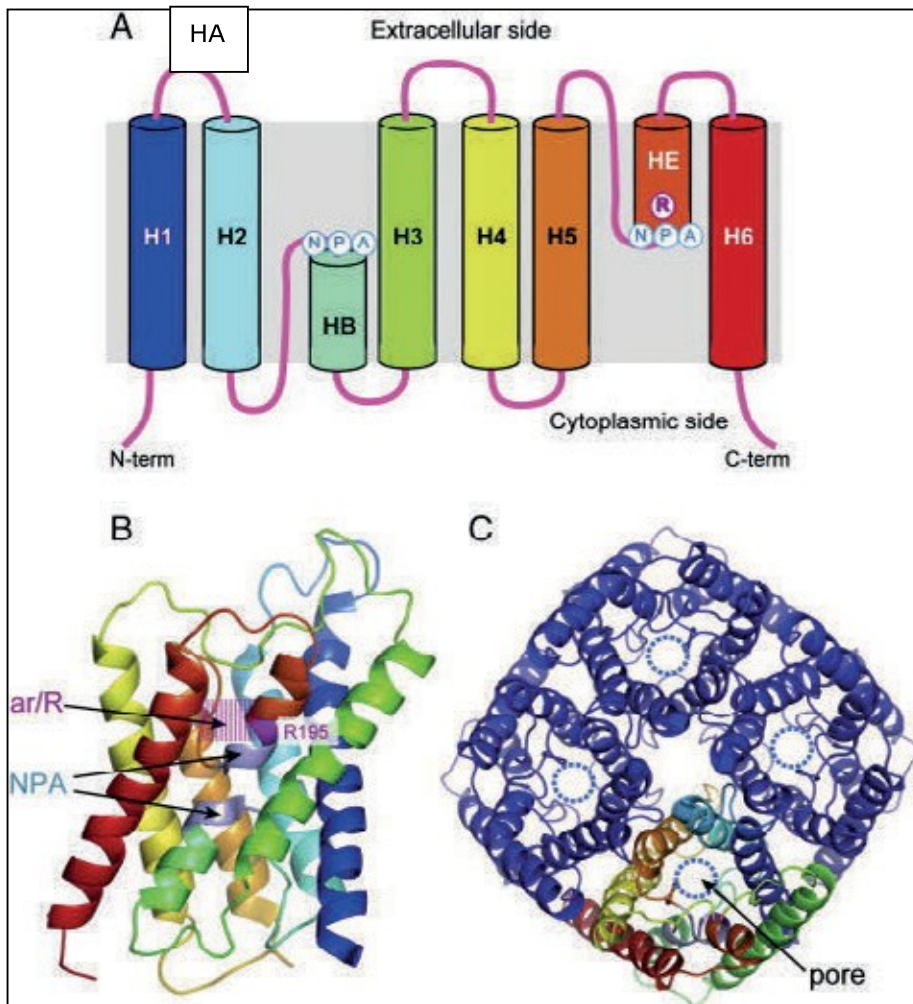 A
HA
Extracellular side
H1
H2
N P A
HB
H3
H4
H5
HE
R
N P A
H6
Cytoplasmic side
N-term
C-term
B
ar/R
R195
NPA
C
pore